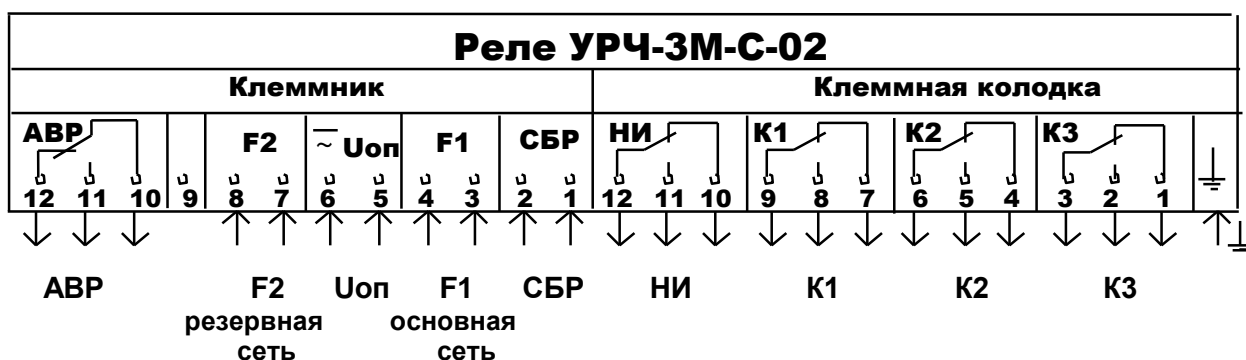 Реле УРЧ-3М-С-02
Клеммник Клеммная колодка
АВР F2 ~ Uоп F1 СБР НИ К1 К2 К3
12 11 10 9 8 7 6 5 4 3 2 1 12 11 10 9 8 7 6 5 4 3 2 1
АВР F2 Uоп F1 СБР НИ К1 К2 К3
резервная основная
сеть сеть